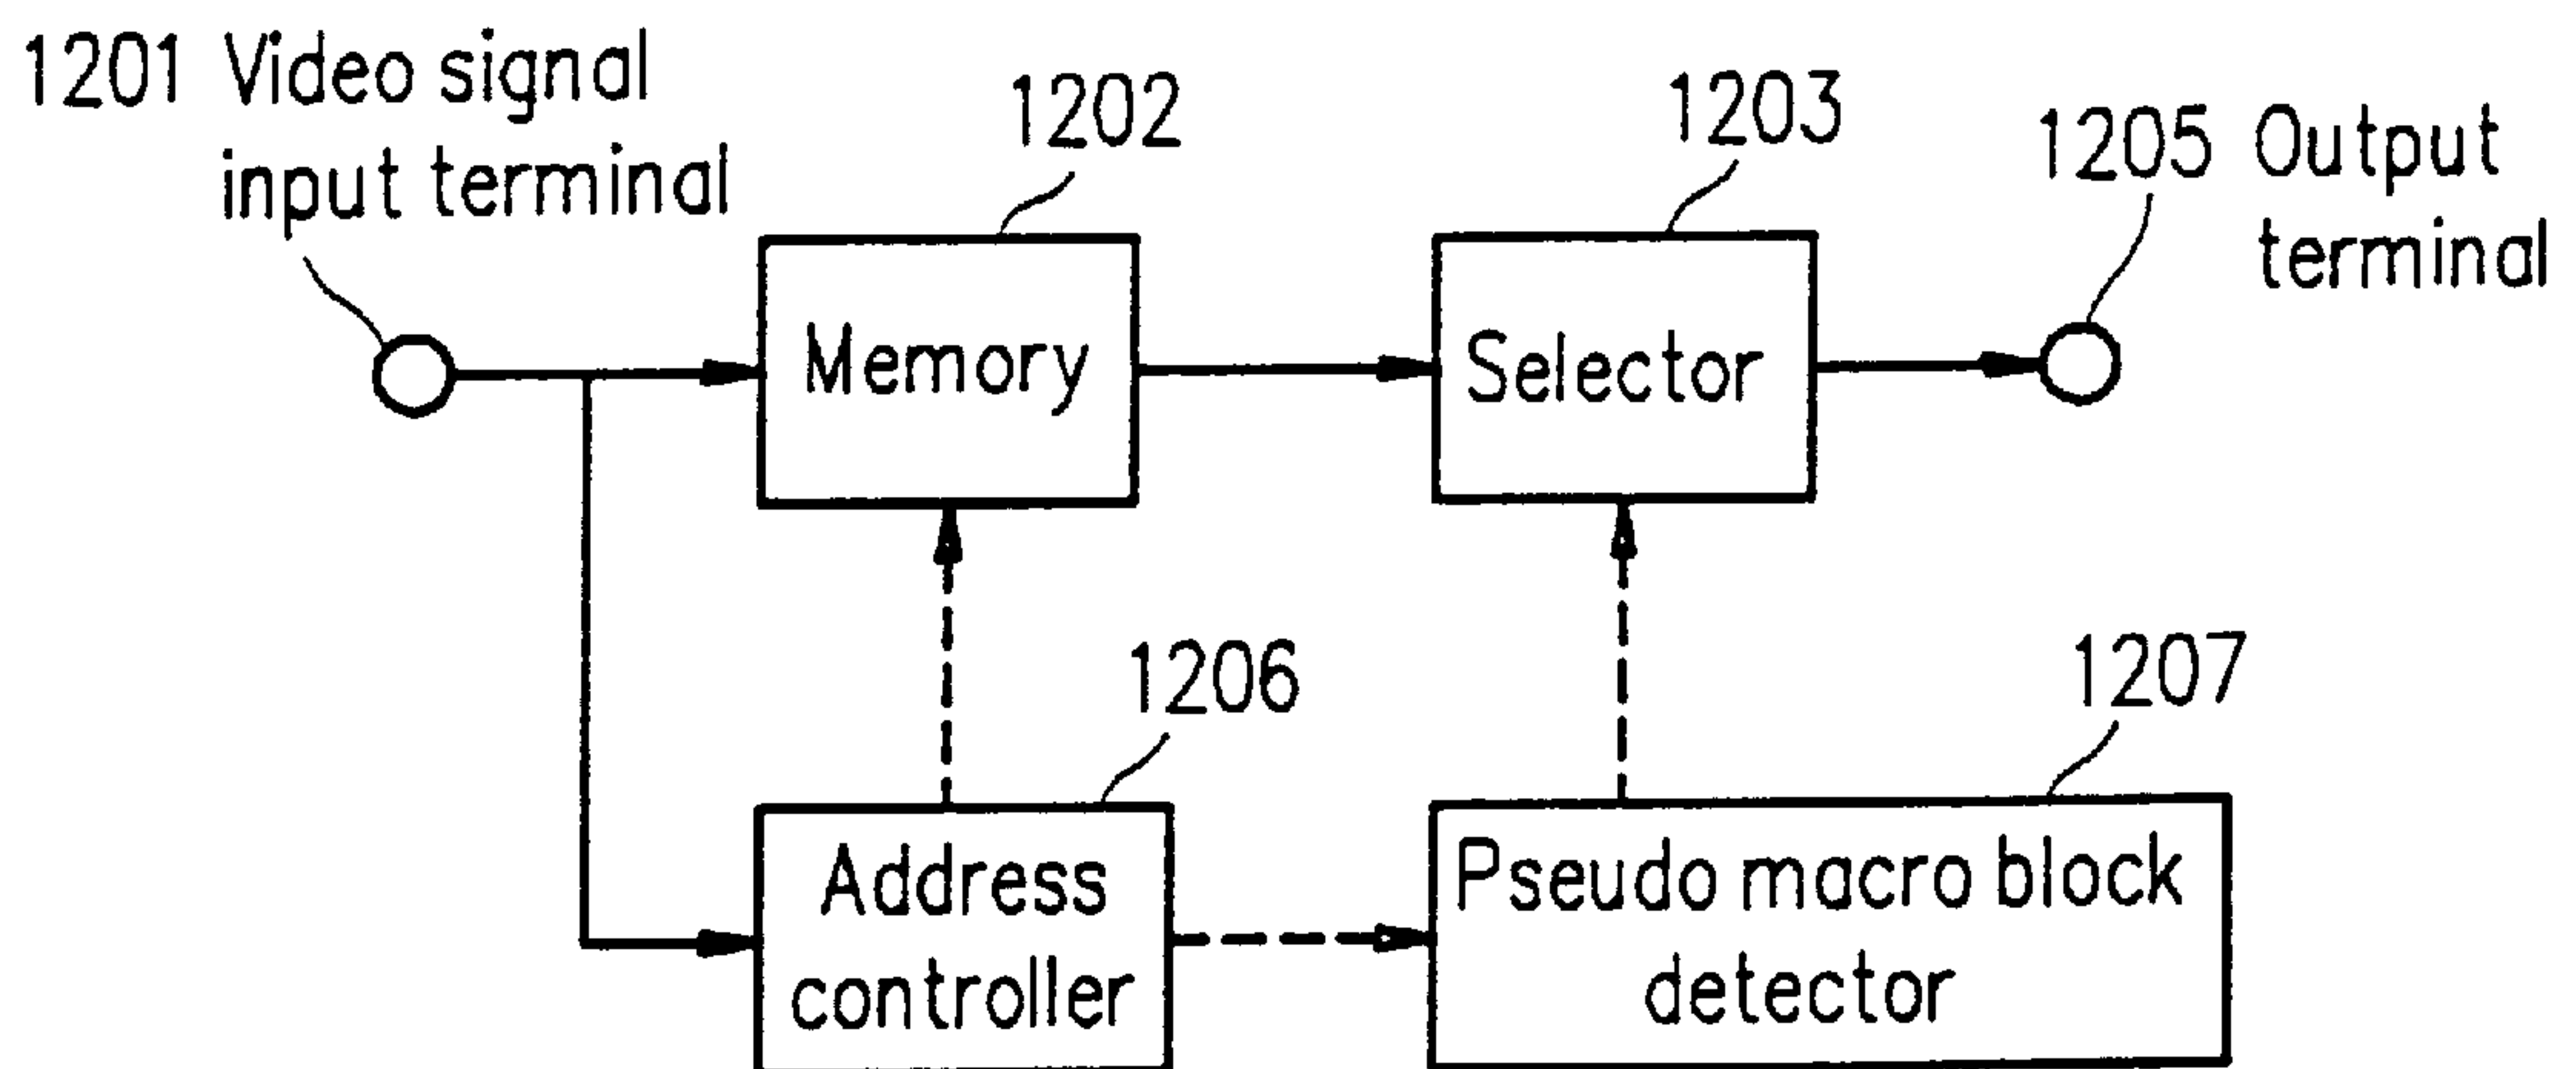 1201 Video signal
input terminal
1202
1203
1205 Output
terminal
Memory
Selector
1206
1207
Address
controller
Pseudo macro block
detector